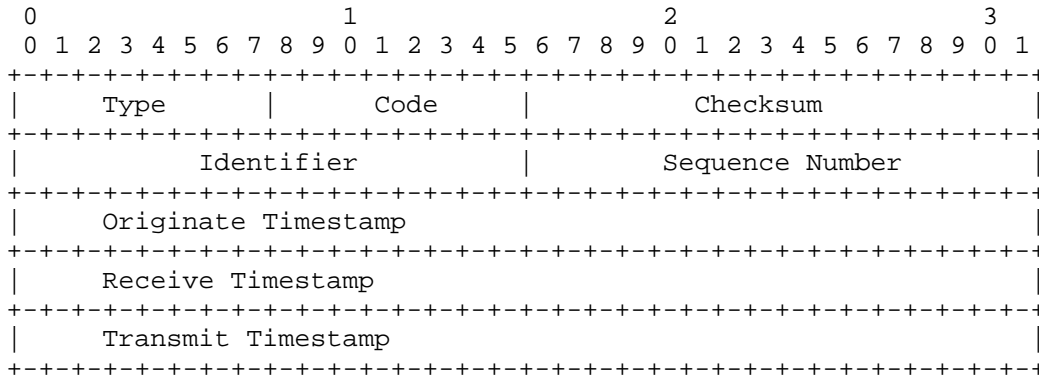 0                   1                   2                   3
 0 1 2 3 4 5 6 7 8 9 0 1 2 3 4 5 6 7 8 9 0 1 2 3 4 5 6 7 8 9 0 1
+-+-+-+-+-+-+-+-+-+-+-+-+-+-+-+-+-+-+-+-+-+-+-+-+-+-+-+-+-+-+-+-+
|     Type      |      Code     |          Checksum             |
+-+-+-+-+-+-+-+-+-+-+-+-+-+-+-+-+-+-+-+-+-+-+-+-+-+-+-+-+-+-+-+-+
|           Identifier          |        Sequence Number        |
+-+-+-+-+-+-+-+-+-+-+-+-+-+-+-+-+-+-+-+-+-+-+-+-+-+-+-+-+-+-+-+-+
|     Originate Timestamp                                       |
+-+-+-+-+-+-+-+-+-+-+-+-+-+-+-+-+-+-+-+-+-+-+-+-+-+-+-+-+-+-+-+-+
|     Receive Timestamp                                         |
+-+-+-+-+-+-+-+-+-+-+-+-+-+-+-+-+-+-+-+-+-+-+-+-+-+-+-+-+-+-+-+-+
|     Transmit Timestamp                                        |
+-+-+-+-+-+-+-+-+-+-+-+-+-+-+-+-+-+-+-+-+-+-+-+-+-+-+-+-+-+-+-+-+